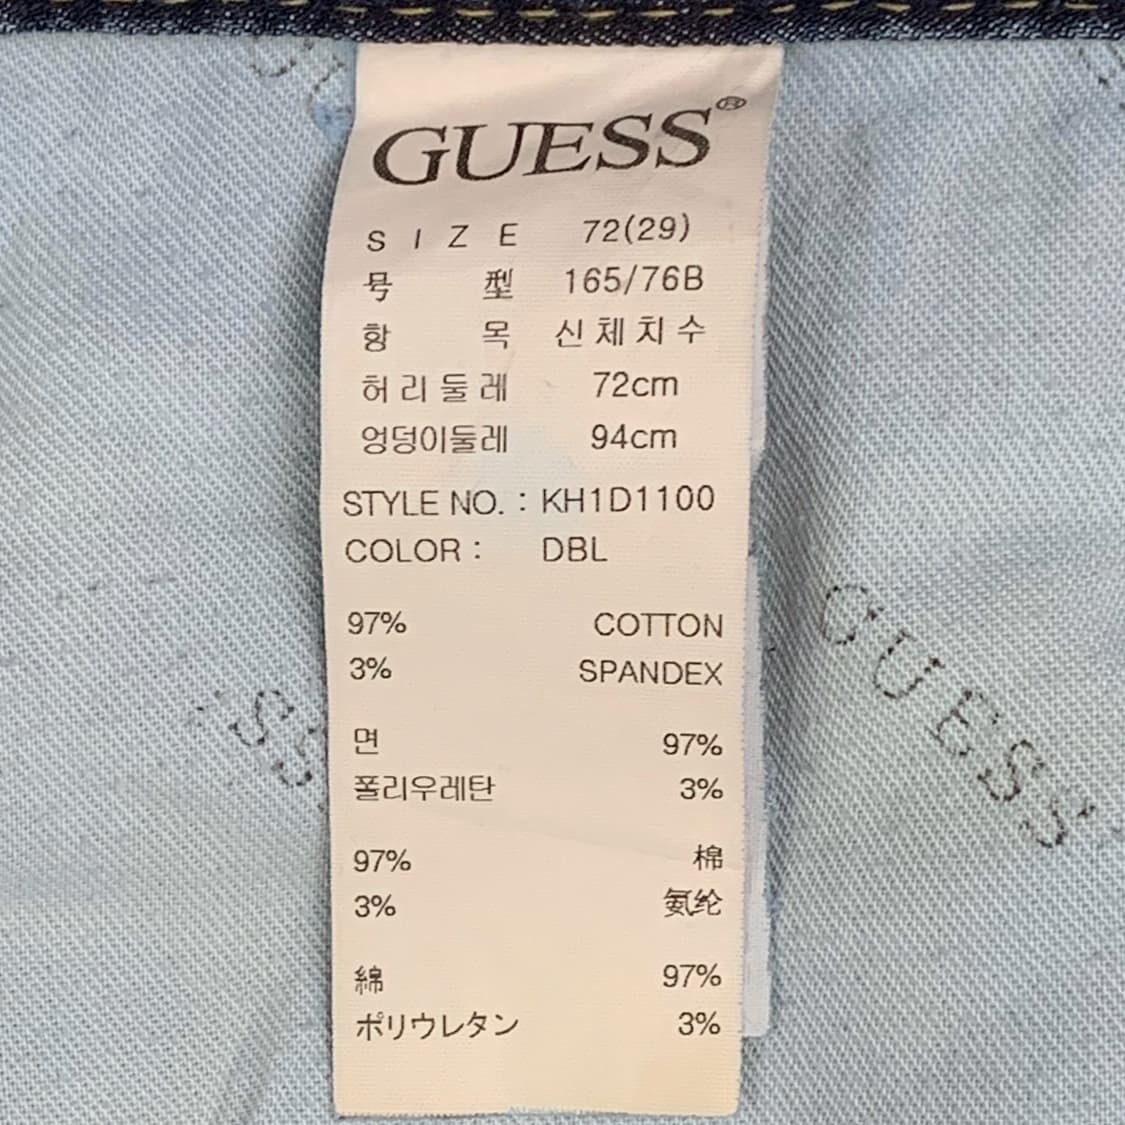 GUESS®
SIZE 72(29)
号型 165/76B
항목 신체치수
허리둘레 72cm
엉덩이둘레 94cm
STYLE NO. : KH1D1100
COLOR : DBL
97% COTTON
3% SPANDEX
면 97%
폴리우레탄 3%
97% 棉
3% 氨纶
綿 97%
ポリウレタン 3%
GUESS
SS